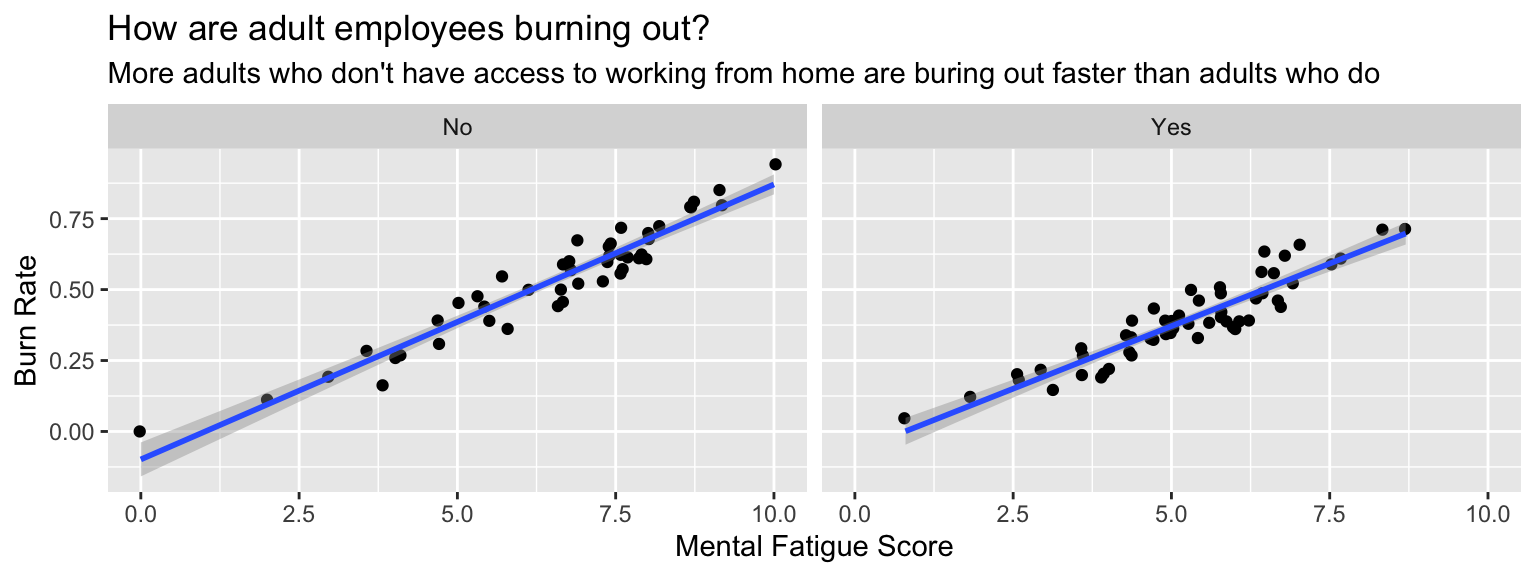 How are adult employees burning out?
More adults who don't have access to working from home are buring out faster than adults who do
No
Yes
Burn Rate
0.75
0.50
0.25
0.00
0.0 2.5 5.0 7.5 10.0
0.0 2.5 5.0 7.5 10.0
Mental Fatigue Score